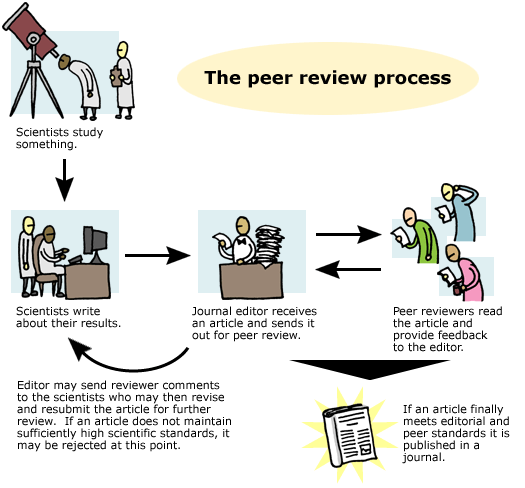 The peer review process
Scientists study
something.
Scientists write
about their results.
Journal editor receives
an article and sends it
out for peer review.
Peer reviewers read
the article and
provide feedback
to the editor.
Editor may send reviewer comments
to the scientists who may then revise
and resubmit the article for further
review.  If an article does not maintain
sufficiently high scientific standards, it
may be rejected at this point.
If an article finally
meets editorial and
peer standards it is
published in a
journal.